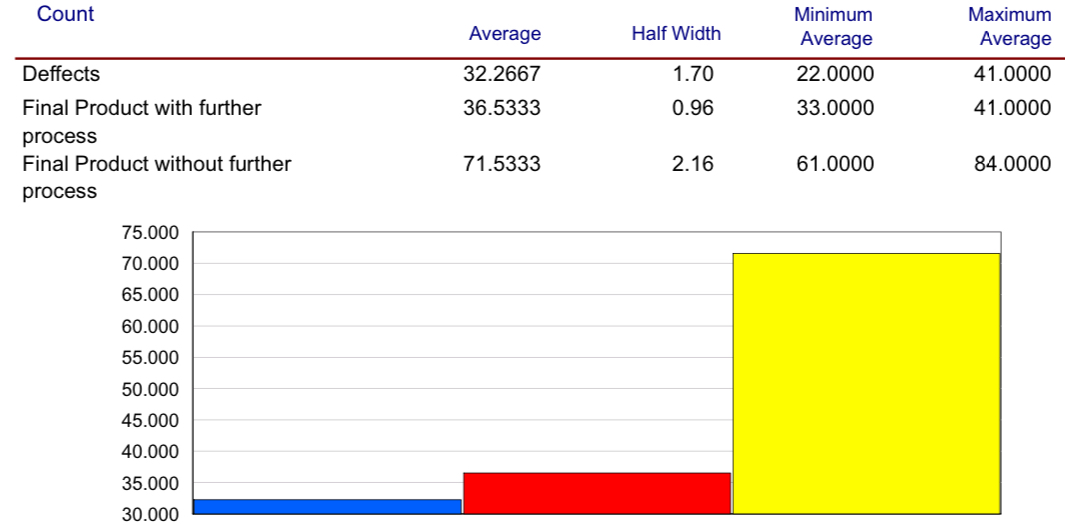 Count
Average Half Width Minimum Average Maximum Average
Deffects 32.2667 1.70 22.0000 41.0000
Final Product with further 36.5333 0.96 33.0000 41.0000
process
Final Product without further 71.5333 2.16 61.0000 84.0000
process
75.000
70.000
65.000
60.000
55.000
50.000
45.000
40.000
35.000
30.000